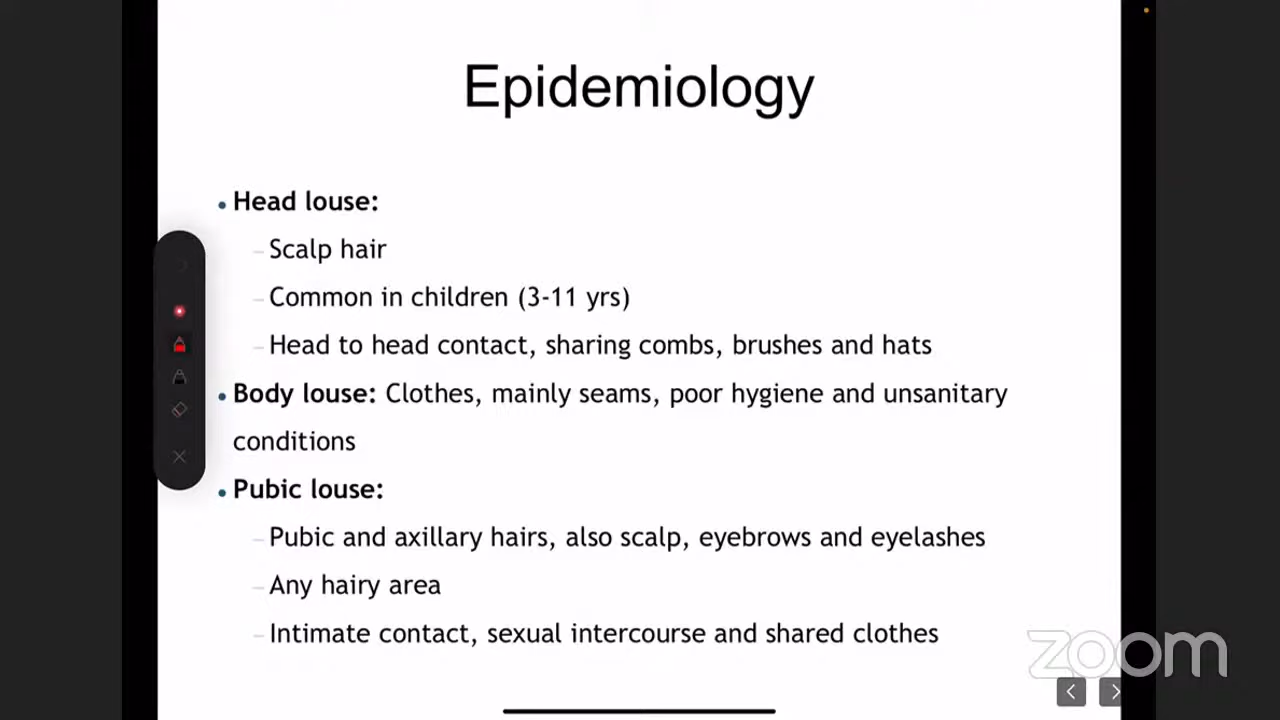 Epidemiology
• Head louse:
– Scalp hair
– Common in children (3-11 yrs)
– Head to head contact, sharing combs, brushes and hats
• Body louse: Clothes, mainly seams, poor hygiene and unsanitary
conditions
• Pubic louse:
– Pubic and axillary hairs, also scalp, eyebrows and eyelashes
– Any hairy area
– Intimate contact, sexual intercourse and shared clothes
zoom